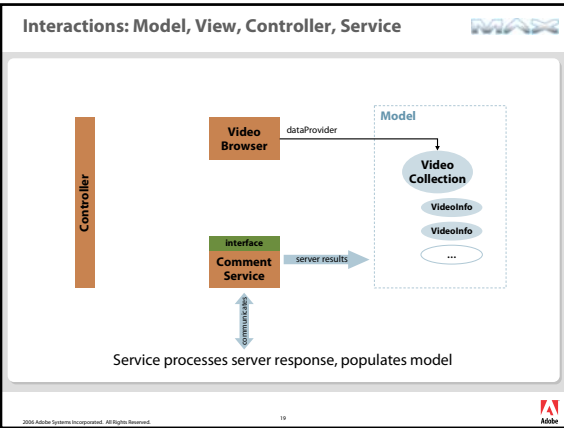 Interactions: Model, View, Controller, Service
MAX
Controller
Video
Browser
dataProvider
Model
Video
Collection
VideoInfo
VideoInfo
...
interface
Comment
Service
server results
communicates
Service processes server response, populates model
2006 Adobe Systems Incorporated. All Rights Reserved.
19
Adobe